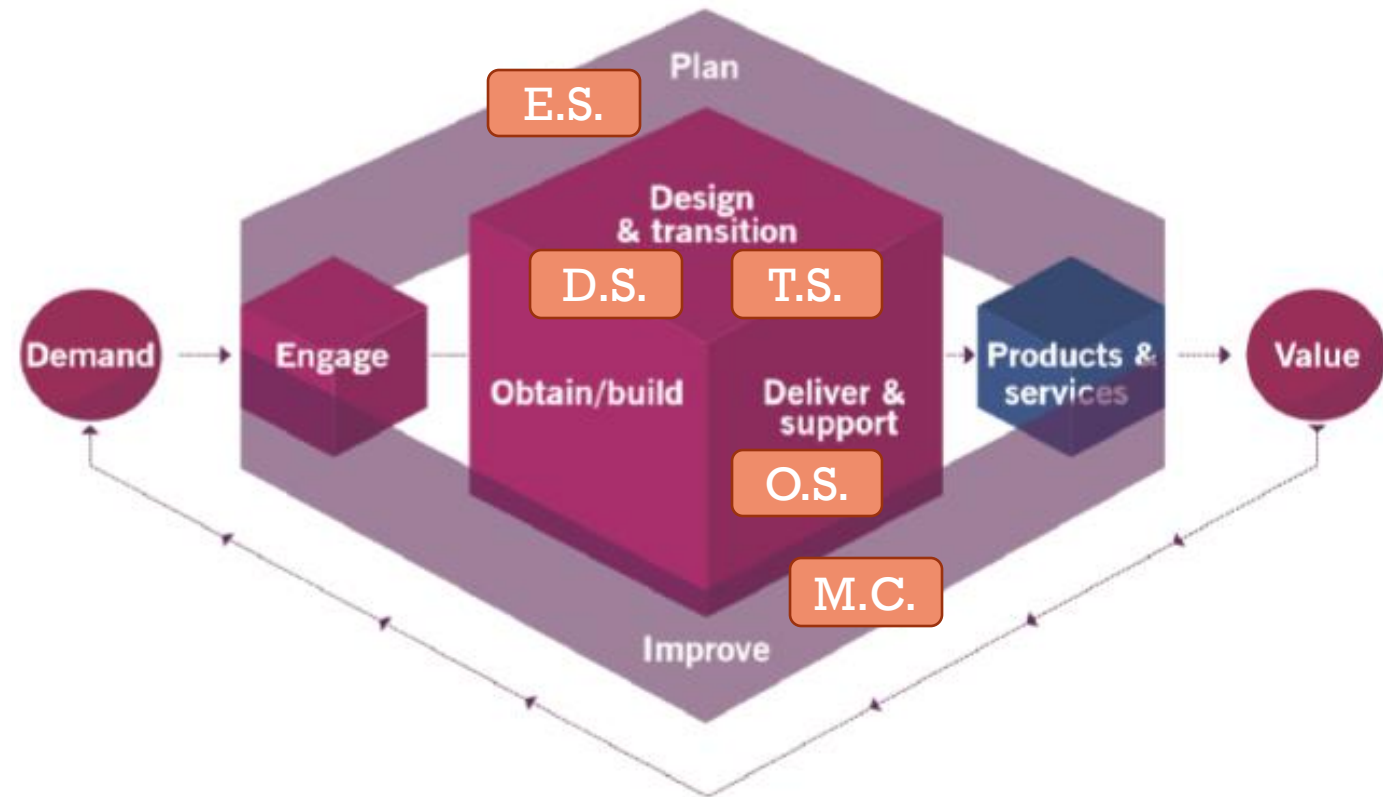 Plan
E.S.
Design
& transition
D.S.
T.S.
Demand
Engage
Obtain/build
Deliver &
support
Products &
services
Value
O.S.
M.C.
Improve